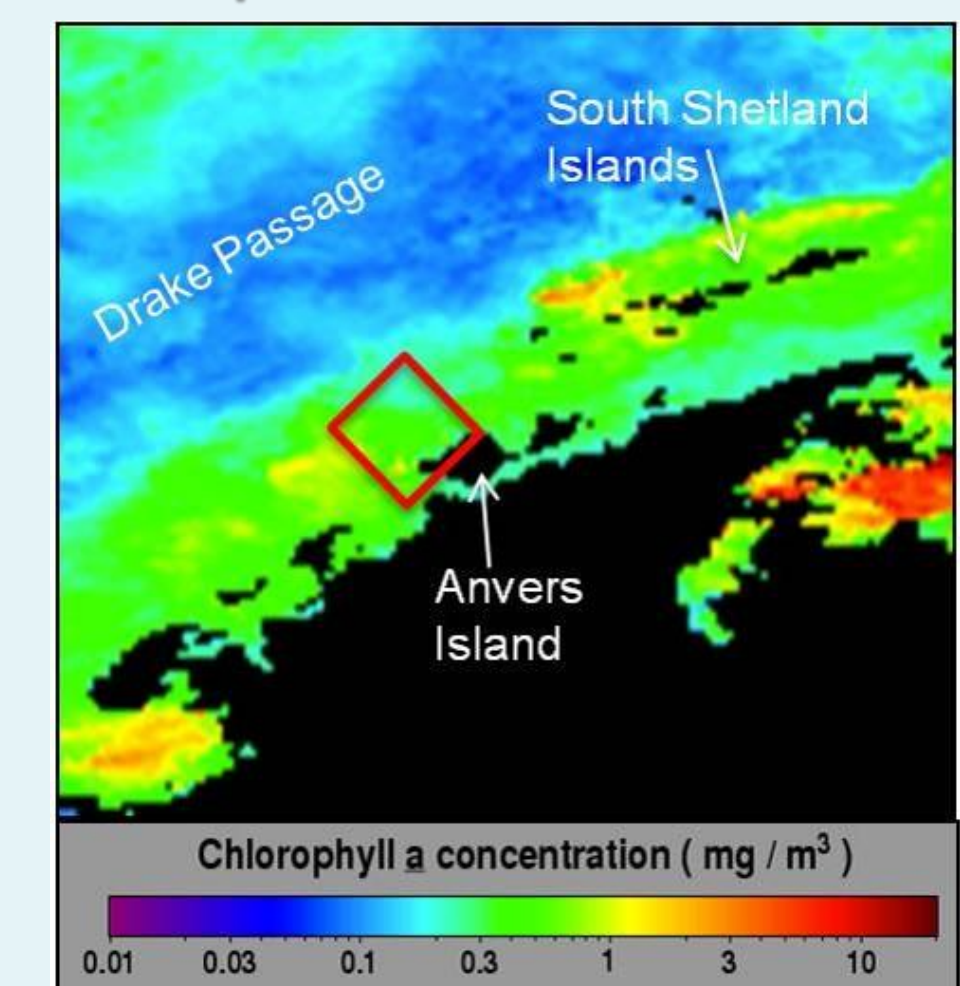 South Shetland
Islands
Drake Passage
Anvers
Island
Chlorophyll a concentration ( mg / m³ )
0.01 0.03 0.1 0.3 1 3 10